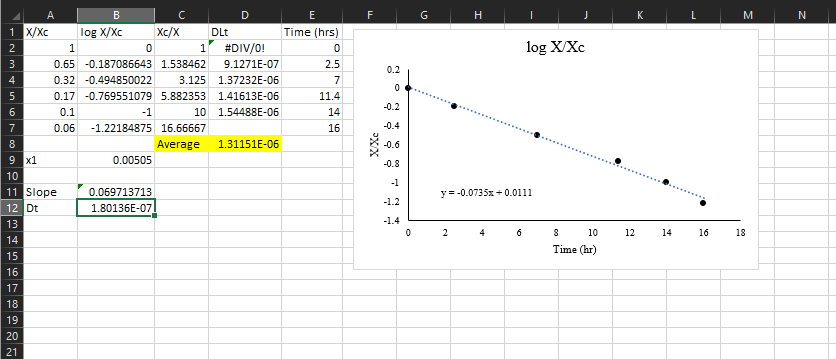 A B C D E F G H I J K L M N
1 X/Xc log X/Xc Xc/X DLt Time (hrs)
2 1 0 1 #DIV/0! 0
3 0.65 -0.187086643 1.538462 9.1271E-07 2.5
4 0.32 -0.494850022 3.125 1.37232E-06 7
5 0.17 -0.769551079 5.882353 1.41613E-06 11.4
6 0.1 -1 10 1.54488E-06 14
7 0.06 -1.22184875 16.66667 16
8 Average 1.31151E-06
9 x1 0.00505
10
11 Slope 0.069713713
12 Dt 1.80136E-07
13
14
15
16
17
18
19
20
21
log X/Xc
0.2
0
-0.2
-0.4
-0.6
-0.8
-1
-1.2
-1.4
X/Xc
y = -0.0735x + 0.0111
0 2 4 6 8 10 12 14 16 18
Time (hr)